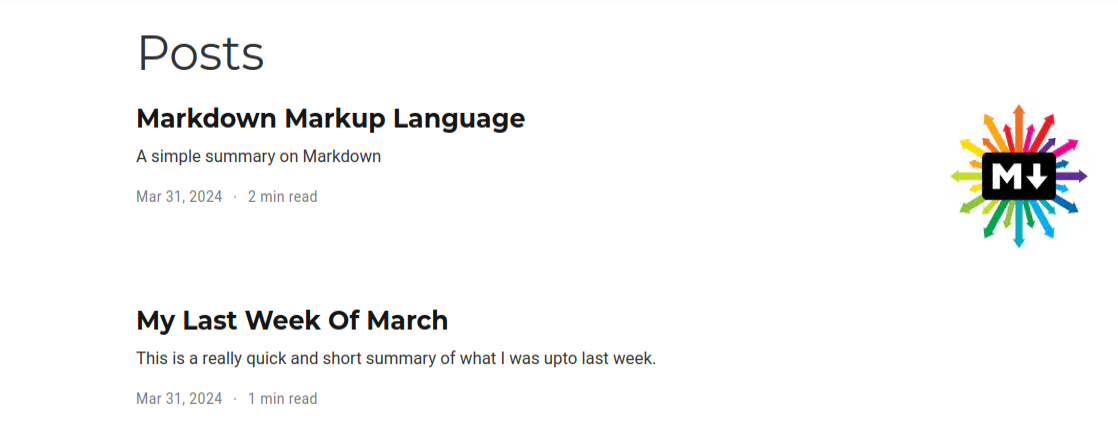 Posts
Markdown Markup Language
A simple summary on Markdown
Mar 31, 2024 · 2 min read
M
My Last Week Of March
This is a really quick and short summary of what I was upto last week.
Mar 31, 2024 · 1 min read